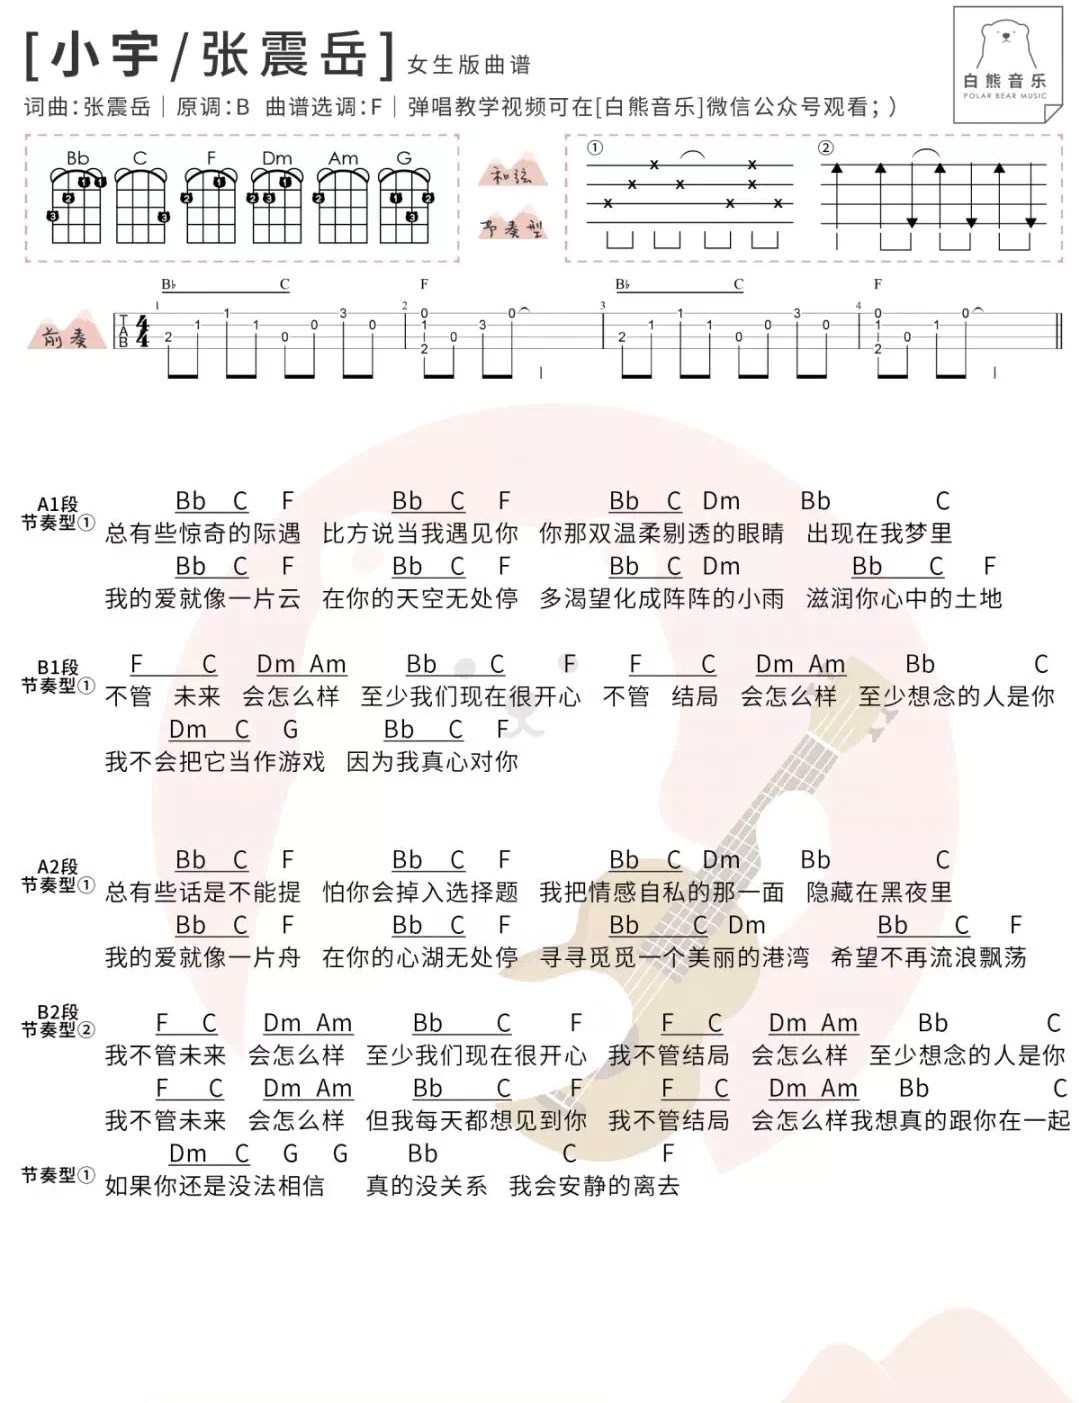 [小宇/张震岳] 女生版曲谱
白熊音乐
POLAR BEAR MUSIC
词曲:张震岳｜原调:B 曲谱选调:F｜弹唱教学视频可在[白熊音乐]微信公众号观看；）
Bb C F Dm Am G
和弦
节奏型
① ②
B♭ C F B♭ C F
前奏
A1段
节奏型①
Bb C F Bb C F Bb C Dm Bb C
总有些惊奇的际遇 比方说当我遇见你 你那双温柔剔透的眼睛 出现在我梦里
Bb C F Bb C F Bb C Dm Bb C F
我的爱就像一片云 在你的天空无处停 多渴望化成阵阵的小雨 滋润你心中的土地
B1段
节奏型①
F C Dm Am Bb C F F C Dm Am Bb C
不管 未来 会怎么样 至少我们现在很开心 不管 结局 会怎么样 至少想念的人是你
Dm C G Bb C F
我不会把它当作游戏 因为我真心对你
A2段
节奏型①
Bb C F Bb C F Bb C Dm Bb C
总有些话是不能提 怕你会掉入选择题 我把情感自私的那一面 隐藏在黑夜里
Bb C F Bb C F Bb C Dm Bb C F
我的爱就像一片舟 在你的心湖无处停 寻寻觅觅一个美丽的港湾 希望不再流浪飘荡
B2段
节奏型②
F C Dm Am Bb C F F C Dm Am Bb C
我不管未来 会怎么样 至少我们现在很开心 我不管结局 会怎么样 至少想念的人是你
F C Dm Am Bb C F F C Dm Am Bb C
我不管未来 会怎么样 但我每天都想见到你 我不管结局 会怎么样我想真的跟你在一起
节奏型①
Dm C G G Bb C F
如果你还是没法相信 真的没关系 我会安静的离去